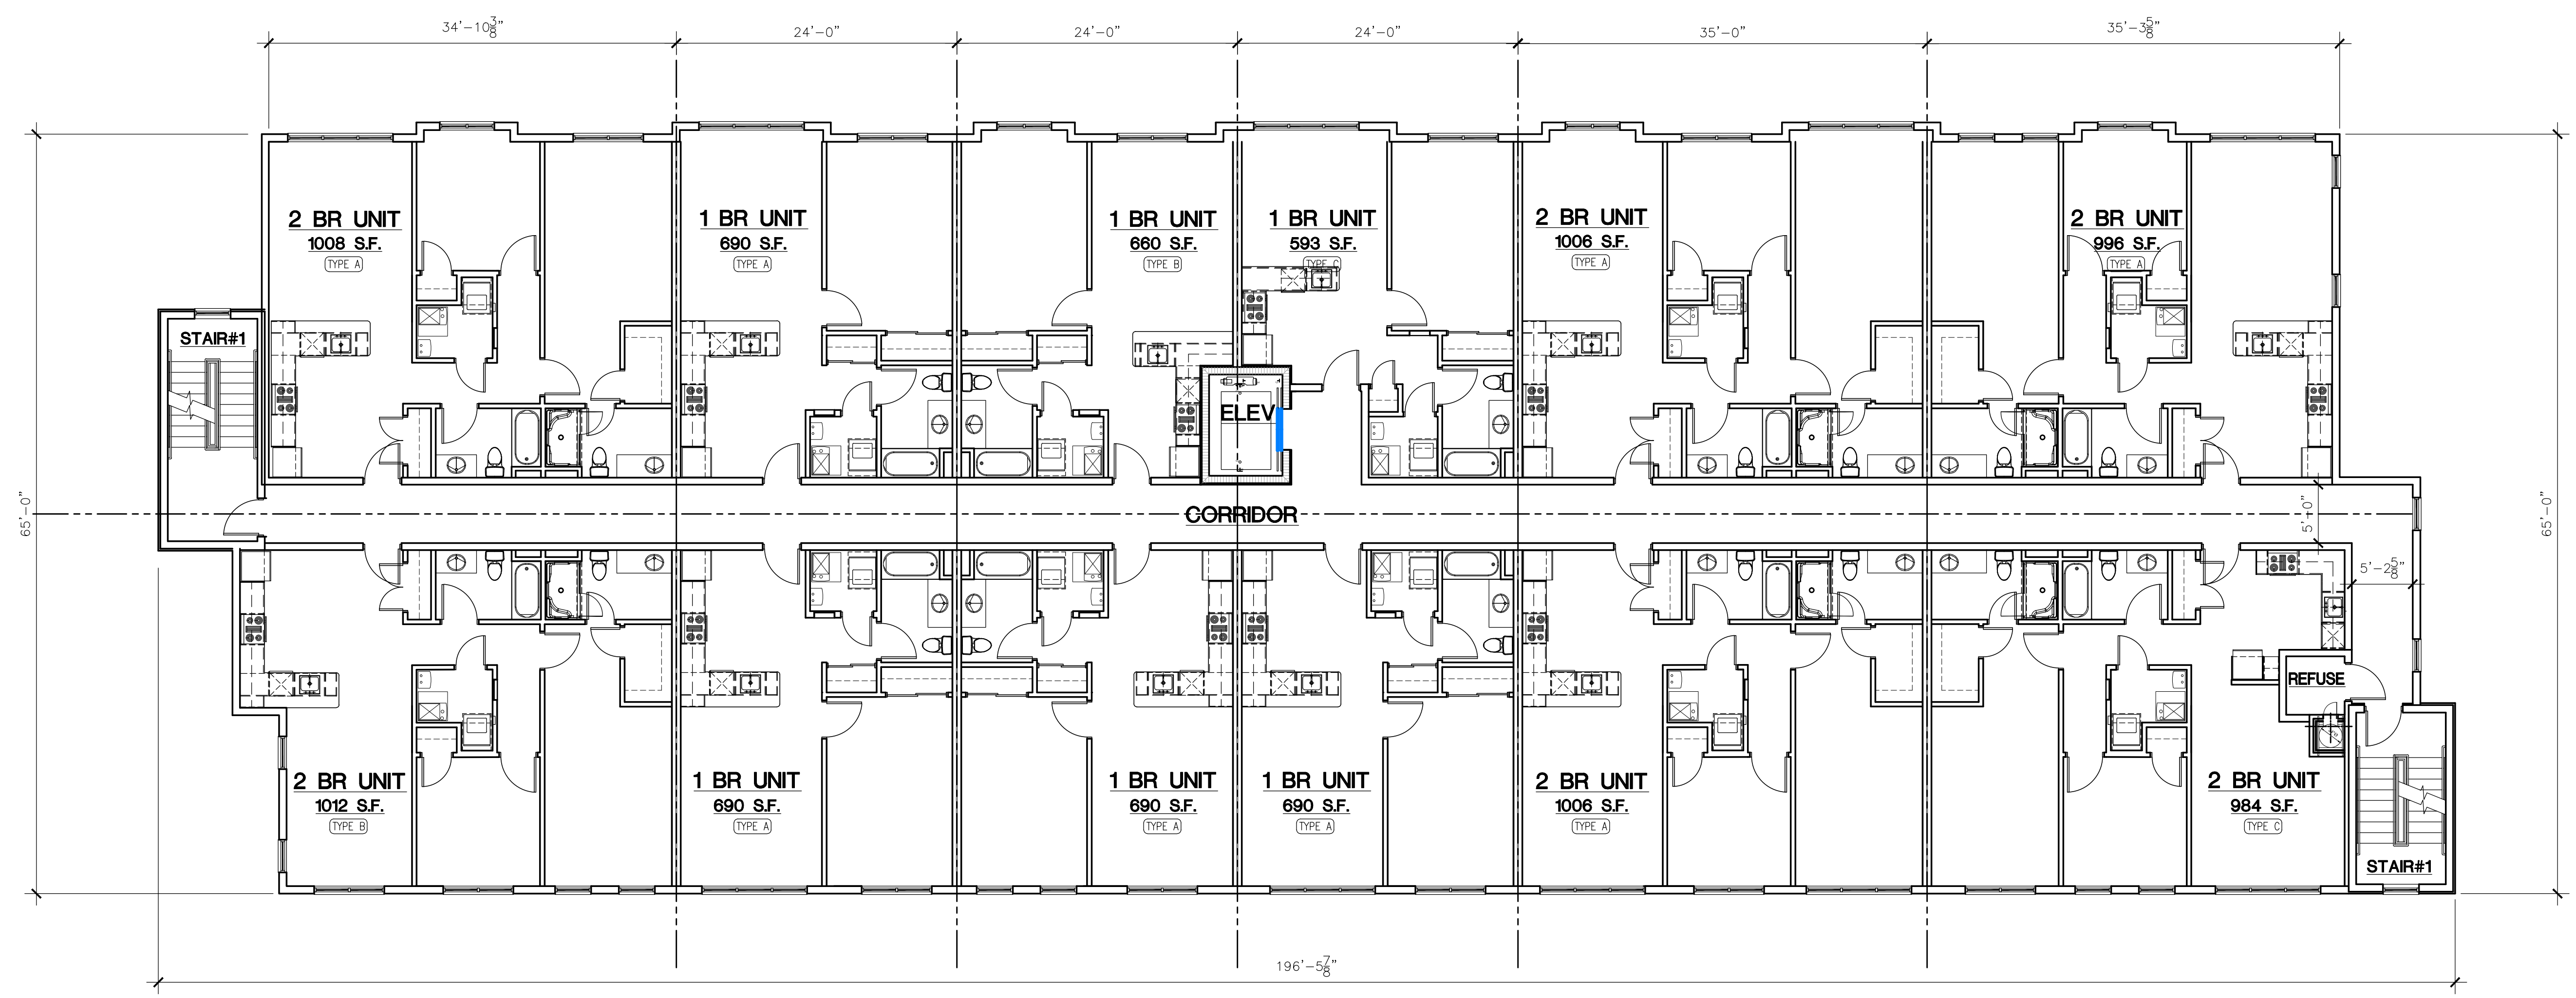 34'-10 3/8"
24'-0"
24'-0"
24'-0"
35'-0"
35'-3 5/8"
2 BR UNIT
1008 S.F.
TYPE A
1 BR UNIT
690 S.F.
TYPE A
1 BR UNIT
660 S.F.
TYPE B
1 BR UNIT
593 S.F.
TYPE C
2 BR UNIT
1006 S.F.
TYPE A
2 BR UNIT
996 S.F.
TYPE A
STAIR#1
ELEV
65'-0"
CORRIDOR
5'-0"
65'-0"
5'-2 5/8"
REFUSE
2 BR UNIT
1012 S.F.
TYPE B
1 BR UNIT
690 S.F.
TYPE A
1 BR UNIT
690 S.F.
TYPE A
1 BR UNIT
690 S.F.
TYPE A
2 BR UNIT
1006 S.F.
TYPE A
2 BR UNIT
984 S.F.
TYPE C
STAIR#1
196'-5 7/8"